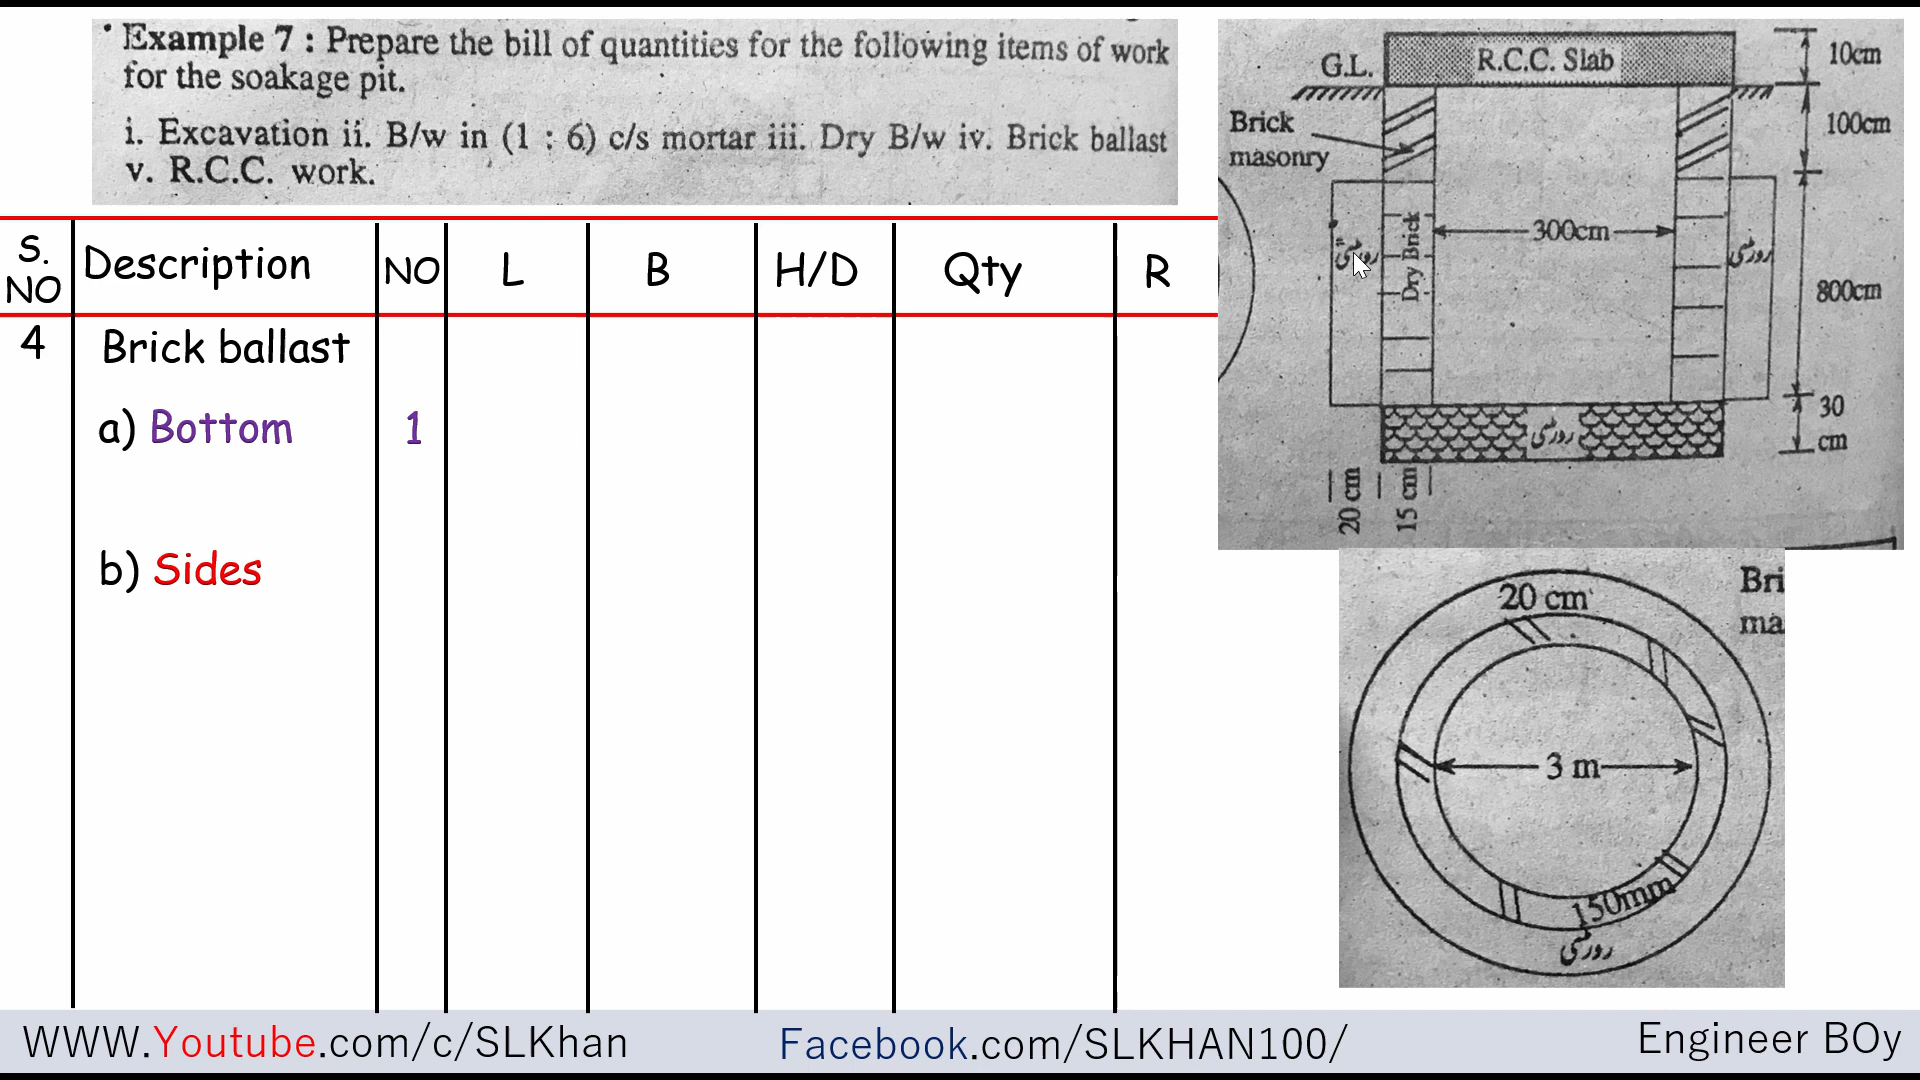 Example 7 : Prepare the bill of quantities for the following items of work
for the soakage pit.
i. Excavation ii. B/w in (1 : 6) c/s mortar iii. Dry B/w iv. Brick ballast
v. R.C.C. work.
S. NO Description NO L B H/D Qty R
4 Brick ballast
a) Bottom 1
b) Sides
G.L.
R.C.C. Slab
10cm
Brick
masonry
100cm
Dry Brick
300cm
روڑی
800cm
روڑی
30
cm
20 cm
15 cm
20 cm
Bri
ma
3 m
150mm
روڑی
WWW.Youtube.com/c/SLKhan
Facebook.com/SLKHAN100/
Engineer BOy